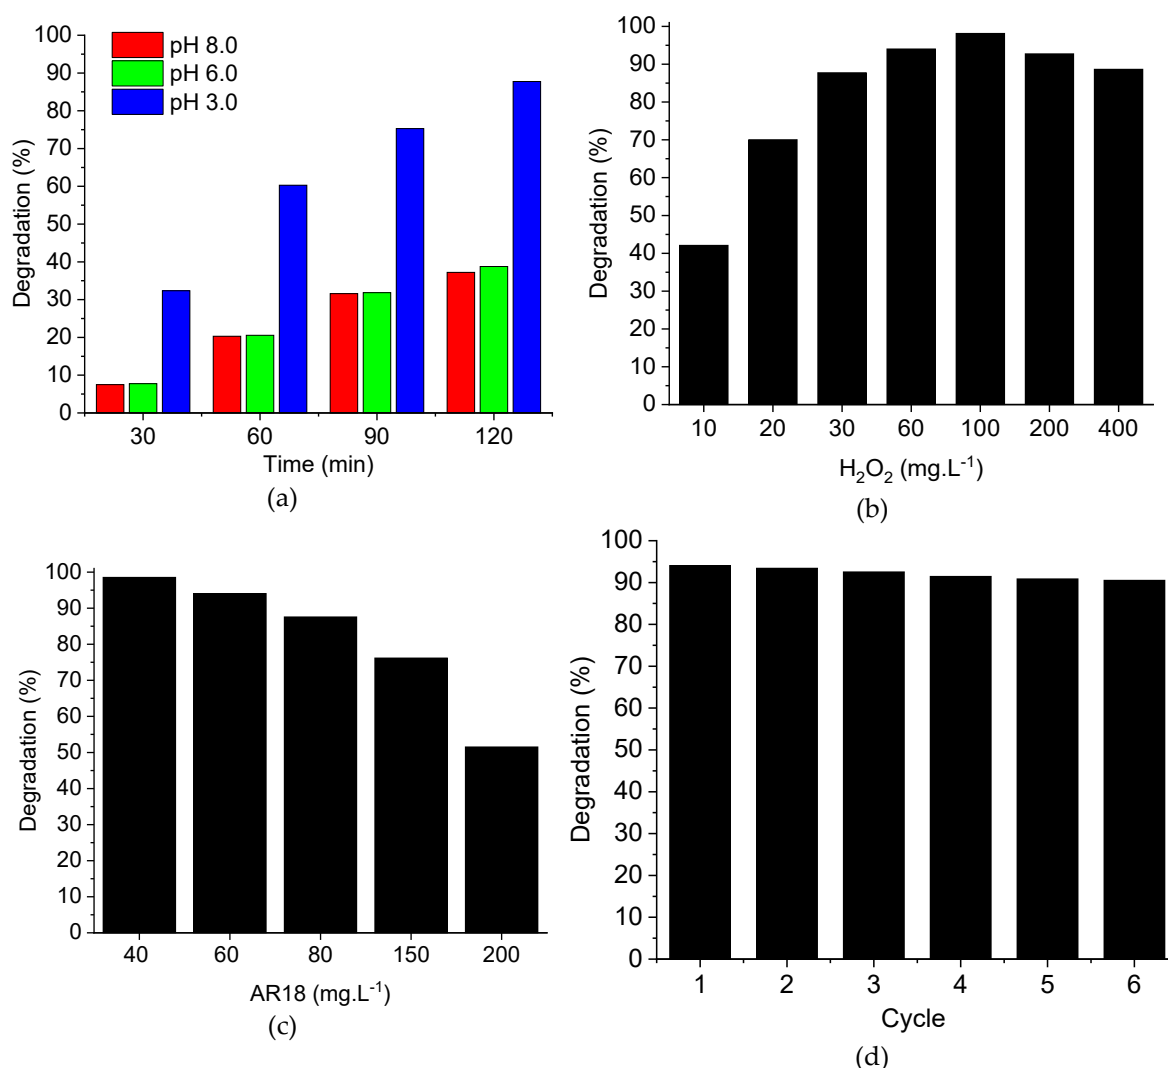 pH 8.0
pH 6.0
pH 3.0
Degradation (%)
100
90
80
70
60
50
40
30
20
10
0
30 60 90 120
Time (min)
(a)
Degradation (%)
100
90
80
70
60
50
40
30
20
10
0
10 20 30 60 100 200 400
H₂O₂ (mg.L⁻¹)
(b)
Degradation (%)
100
90
80
70
60
50
40
30
20
10
0
40 60 80 150 200
AR18 (mg.L⁻¹)
(c)
Degradation (%)
100
90
80
70
60
50
40
30
20
10
0
1 2 3 4 5 6
Cycle
(d)